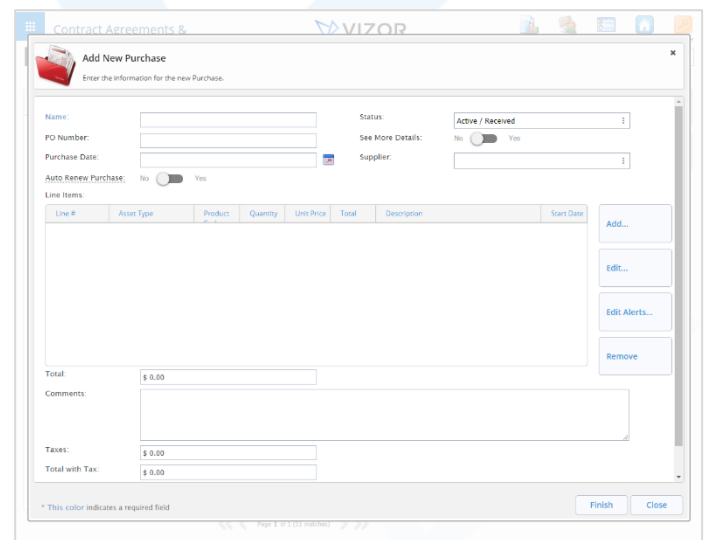 Contract Agreements &
VIZOR
Add New Purchase
Enter the information for the new Purchase.
Name:
Status:
Active / Received
PO Number:
See More Details:
No
Yes
Purchase Date:
Supplier:
Auto Renew Purchase:
No
Yes
Line Items:
Line # Asset Type Product Quantity Unit Price Total Description Start Date
Add...
Edit...
Edit Alerts...
Remove
Total:
$ 0.00
Comments:
Taxes:
$ 0.00
Total with Tax:
$ 0.00
* This color indicates a required field
Finish
Close
Page 1 of 1 (11 matches)